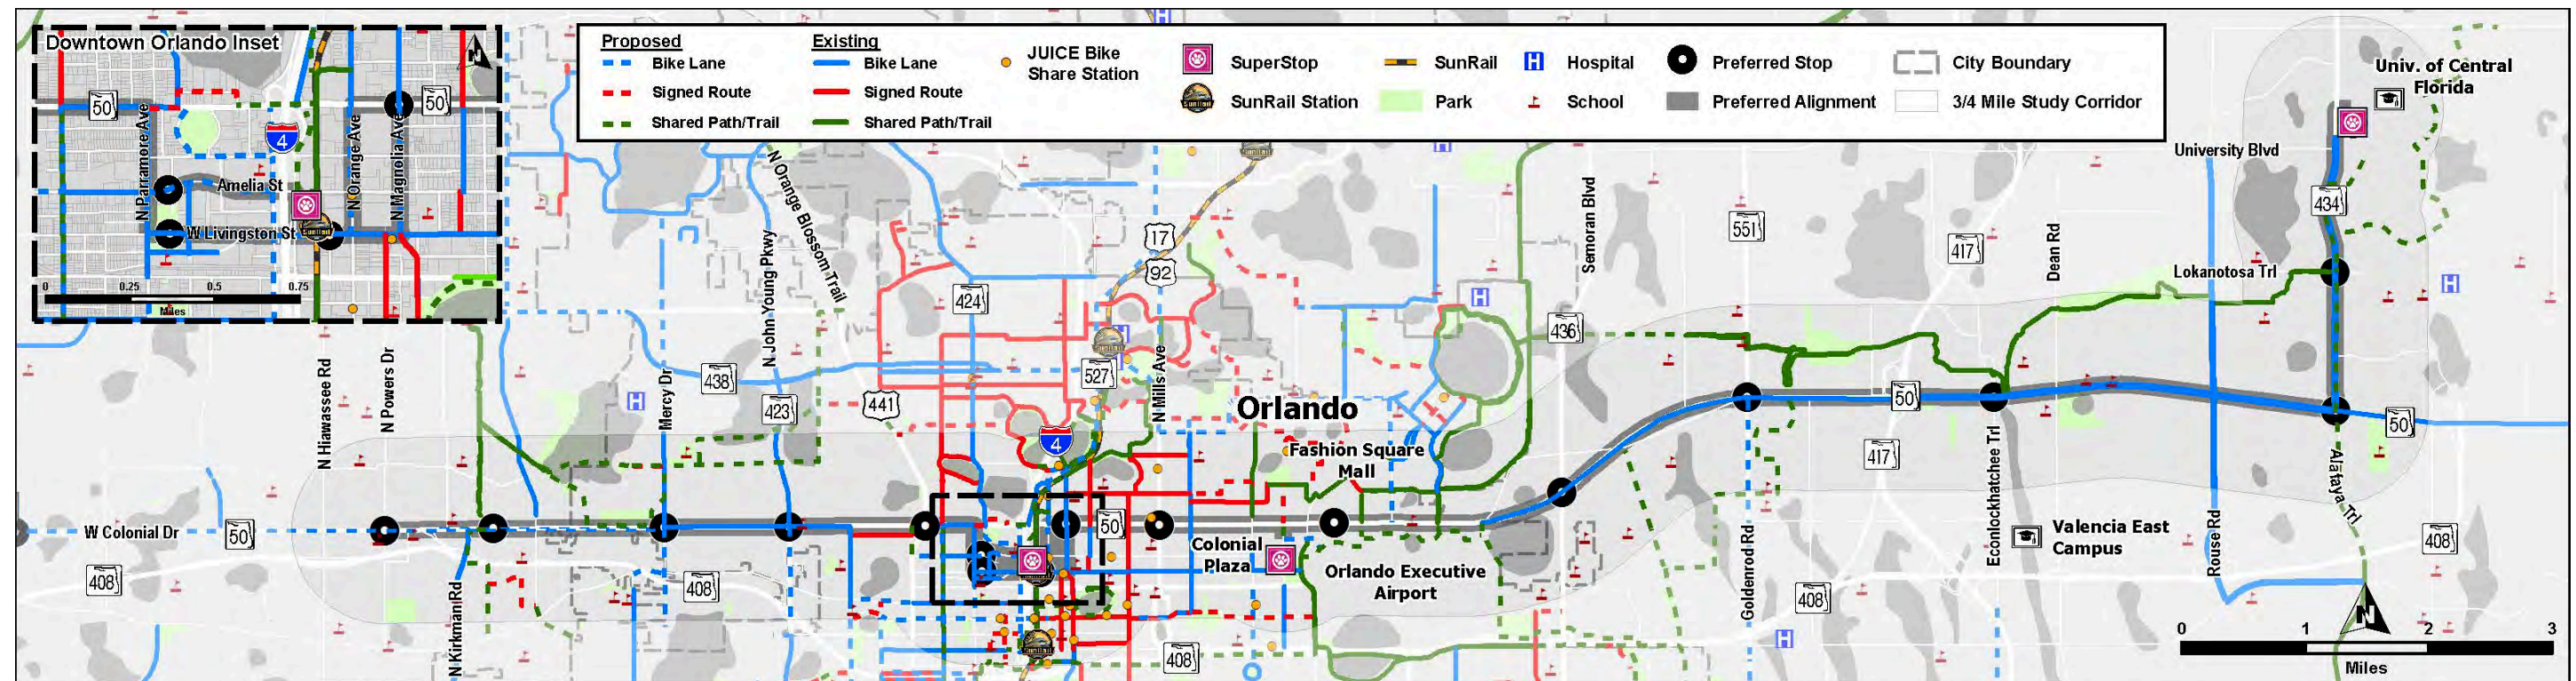 Downtown Orlando Inset
N
50
50
4
N Parramore Ave
N Orange Ave
N Magnolia Ave
Amelia St
W Livingston St
SunRail
0 0.25 0.5 0.75
Miles
Proposed
Bike Lane
Signed Route
Shared Path/Trail
Existing
Bike Lane
Signed Route
Shared Path/Trail
JUICE Bike
Share Station
SuperStop
SunRail Station
SunRail
Park
H Hospital
School
Preferred Stop
Preferred Alignment
City Boundary
3/4 Mile Study Corridor
Univ. of Central
Florida
University Blvd
434
Lokanotosa Trl
N Orange Blossom Trail
N John Young Pkwy
Semoran Blvd
551
417
Dean Rd
17
92
424
436
H
H
H
H
H
N Hiawassee Rd
N Powers Dr
Mercy Dr
438
423
441
527
N Mills Ave
Orlando
4
Fashion Square
Mall
50
50
417
Econlockhatchee Trl
Alafaya Trl
W Colonial Dr
50
50
Colonial
Plaza
Orlando Executive
Airport
Goldenrod Rd
Valencia East
Campus
Rouse Rd
408
408
408
408
408
N Kirkman Rd
H
N
0 1 2 3
Miles